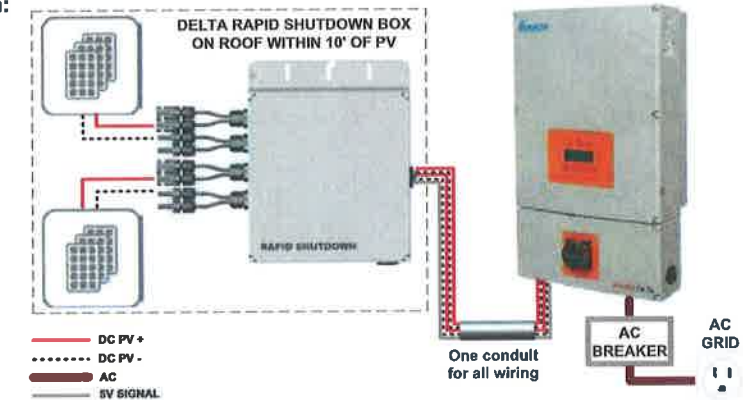 :
DELTA RAPID SHUTDOWN BOX
ON ROOF WITHIN 10' OF PV
RAPID SHUTDOWN
DC PV +
DC PV -
AC
5V SIGNAL
One conduit
for all wiring
AC
BREAKER
AC
GRID